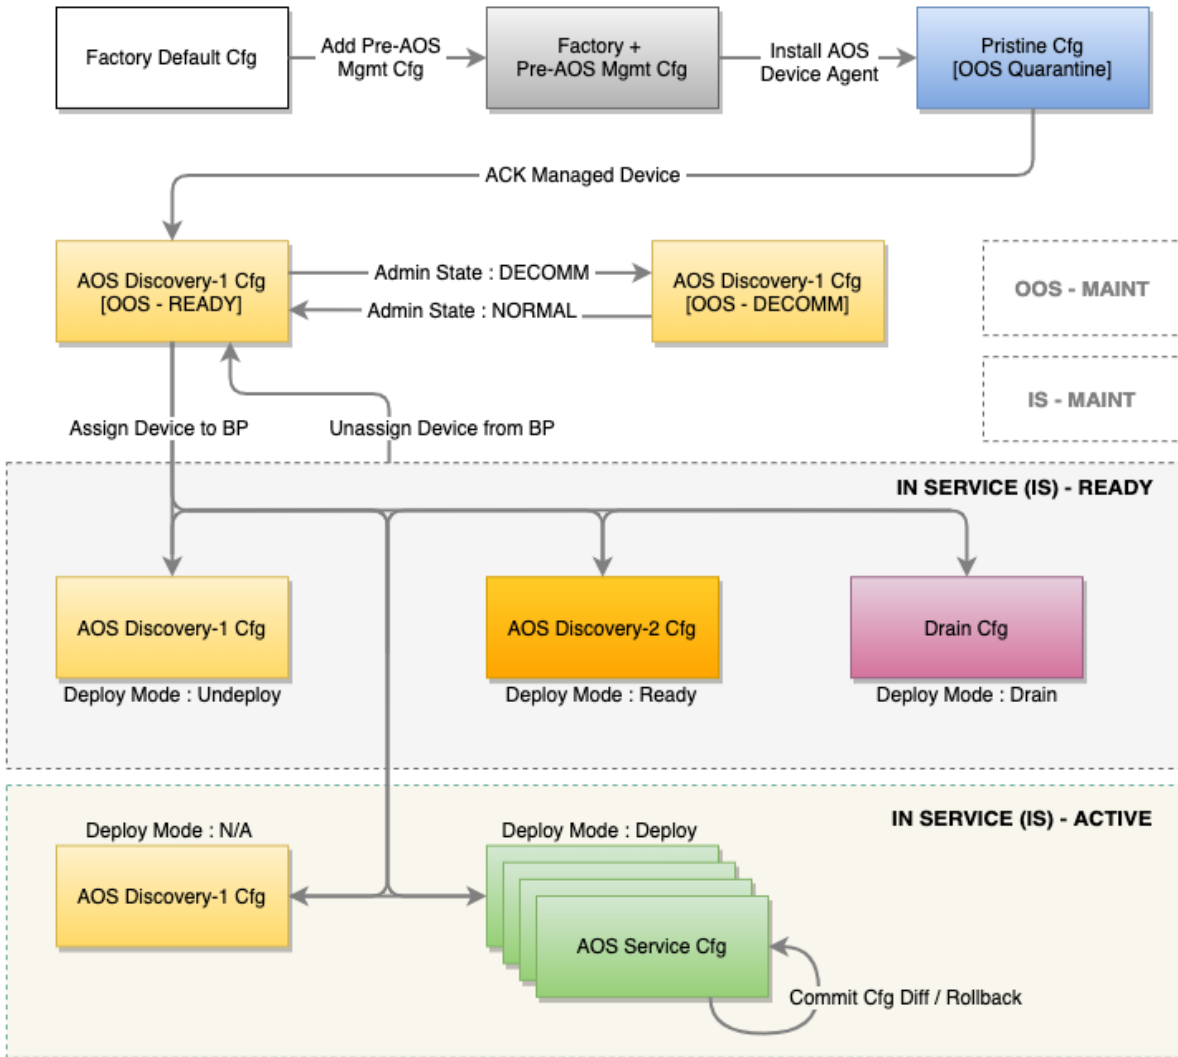 Factory Default Cfg
Add Pre-AOS
Mgmt Cfg
Factory +
Pre-AOS Mgmt Cfg
Install AOS
Device Agent
Pristine Cfg
[OOS Quarantine]
ACK Managed Device
AOS Discovery-1 Cfg
[OOS - READY]
Admin State : DECOMM
Admin State : NORMAL
AOS Discovery-1 Cfg
[OOS - DECOMM]
OOS - MAINT
IS - MAINT
Assign Device to BP
Unassign Device from BP
IN SERVICE (IS) - READY
AOS Discovery-1 Cfg
Deploy Mode : Undeploy
AOS Discovery-2 Cfg
Deploy Mode : Ready
Drain Cfg
Deploy Mode : Drain
IN SERVICE (IS) - ACTIVE
Deploy Mode : N/A
AOS Discovery-1 Cfg
Deploy Mode : Deploy
AOS Service Cfg
Commit Cfg Diff / Rollback